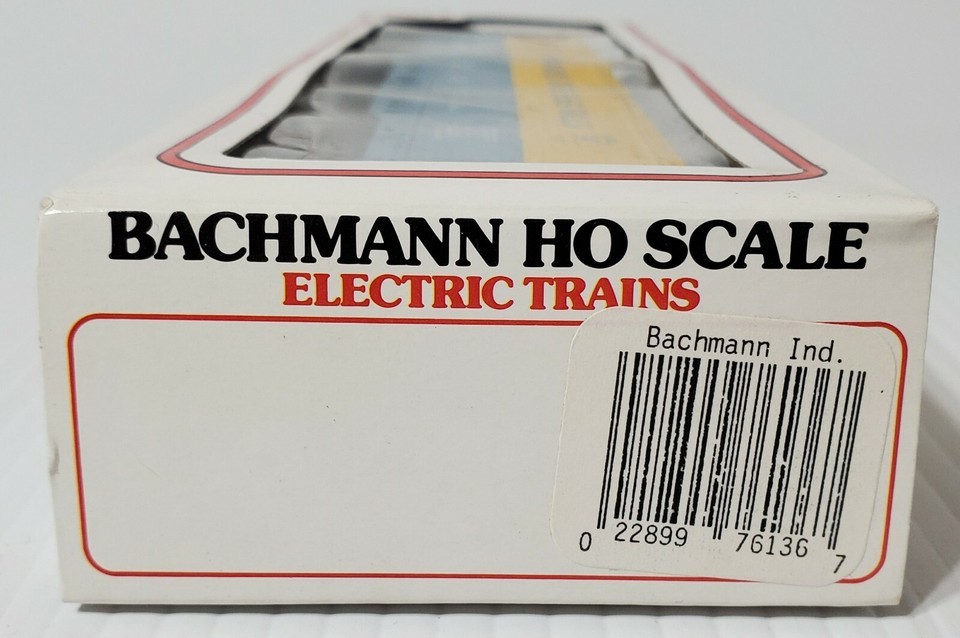 BACHMANN HO SCALE
ELECTRIC TRAINS
Bachmann Ind.
0 22899 76136 7